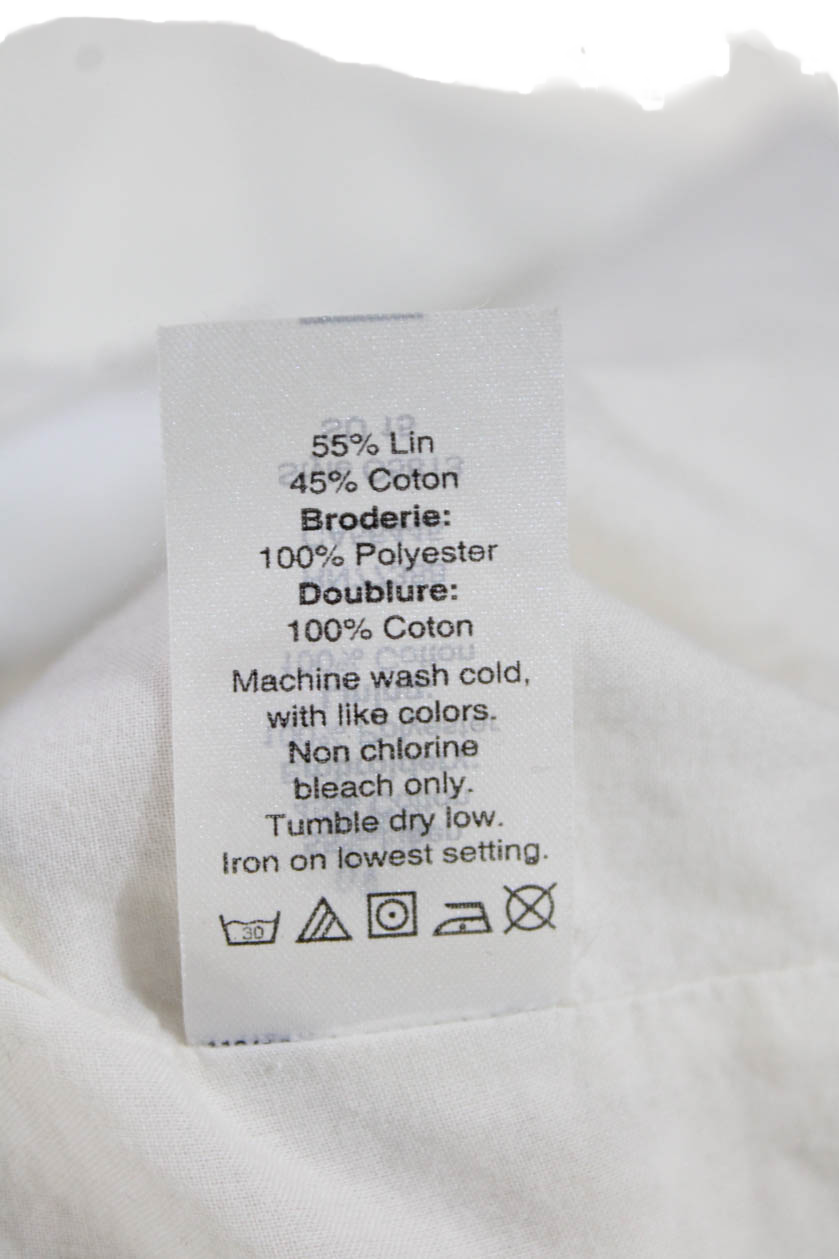 55% Lin
45% Coton
Broderie:
100% Polyester
Doublure:
100% Coton
Machine wash cold,
with like colors.
Non chlorine
bleach only.
Tumble dry low.
Iron on lowest setting.
30